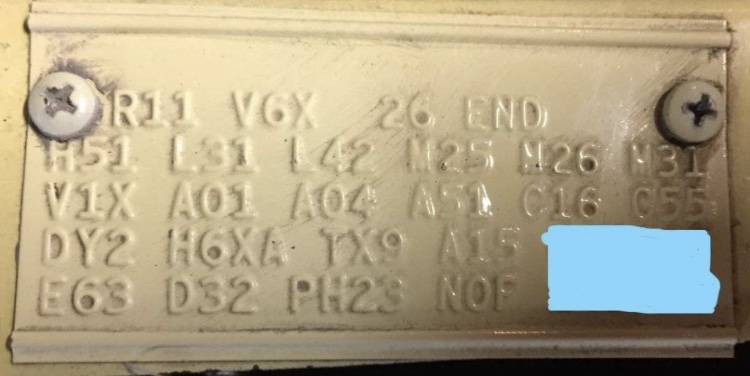 R11 V6X 26 END
H51 L31 L42 M25 M26 M31
V1X A01 A04 A51 C16 C55
DY2 H6XA TX9 A15
E63 D32 PH23 N0F